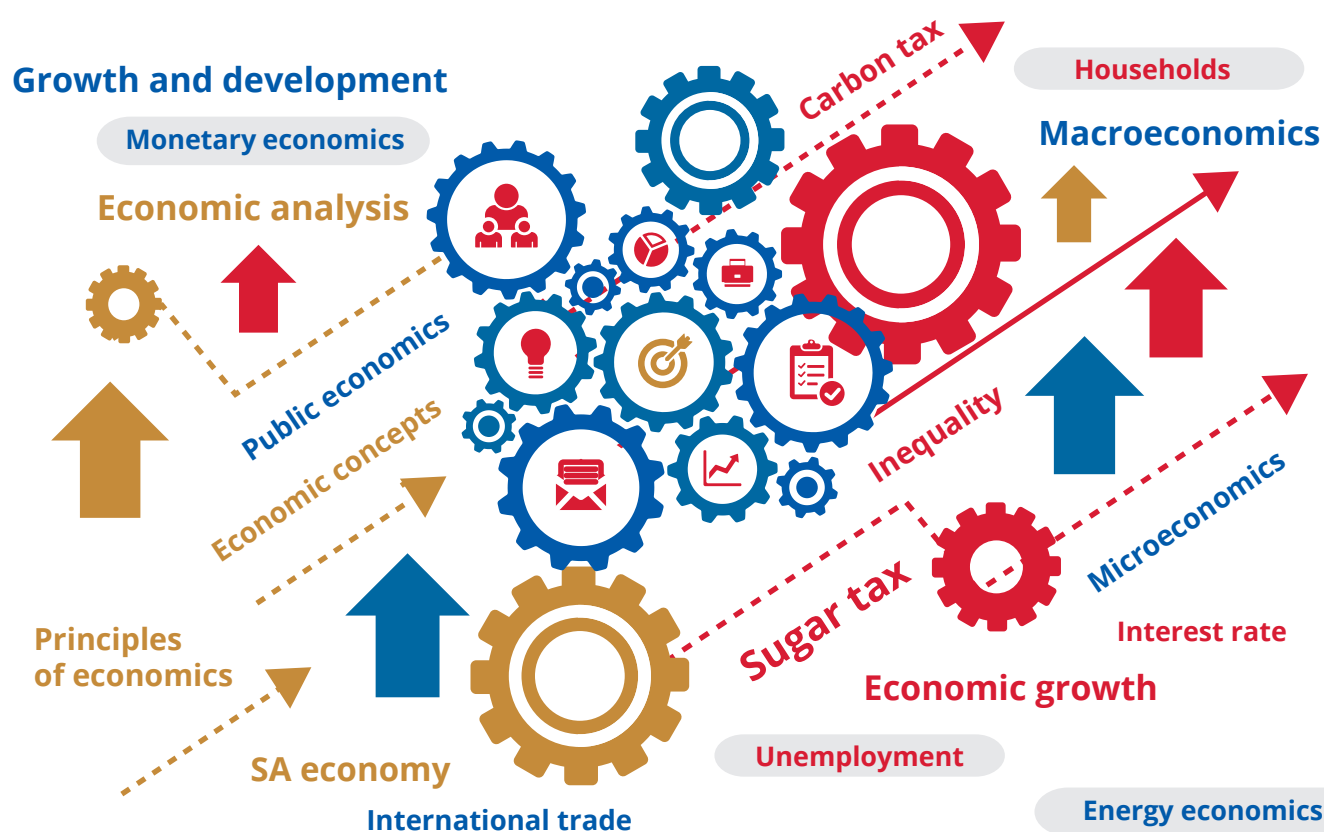 Growth and development
Monetary economics
Economic analysis
Carbon tax
Households
Macroeconomics
Public economics
Economic concepts
Inequality
Microeconomics
Principles
of economics
Sugar tax
Interest rate
Economic growth
SA economy
Unemployment
International trade
Energy economics